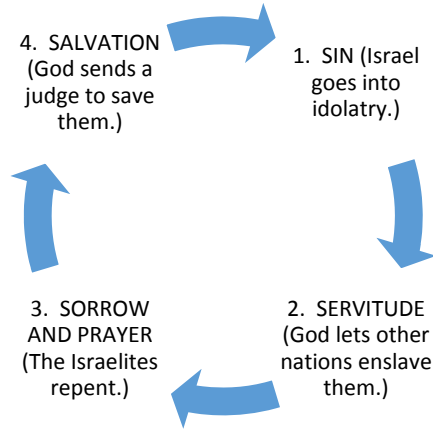 1.  SIN (Israel
goes into
idolatry.)
2.  SERVITUDE
(God lets other
nations enslave
them.)
3.  SORROW
AND PRAYER
(The Israelites
repent.)
4.  SALVATION
(God sends a
judge to save
them.)